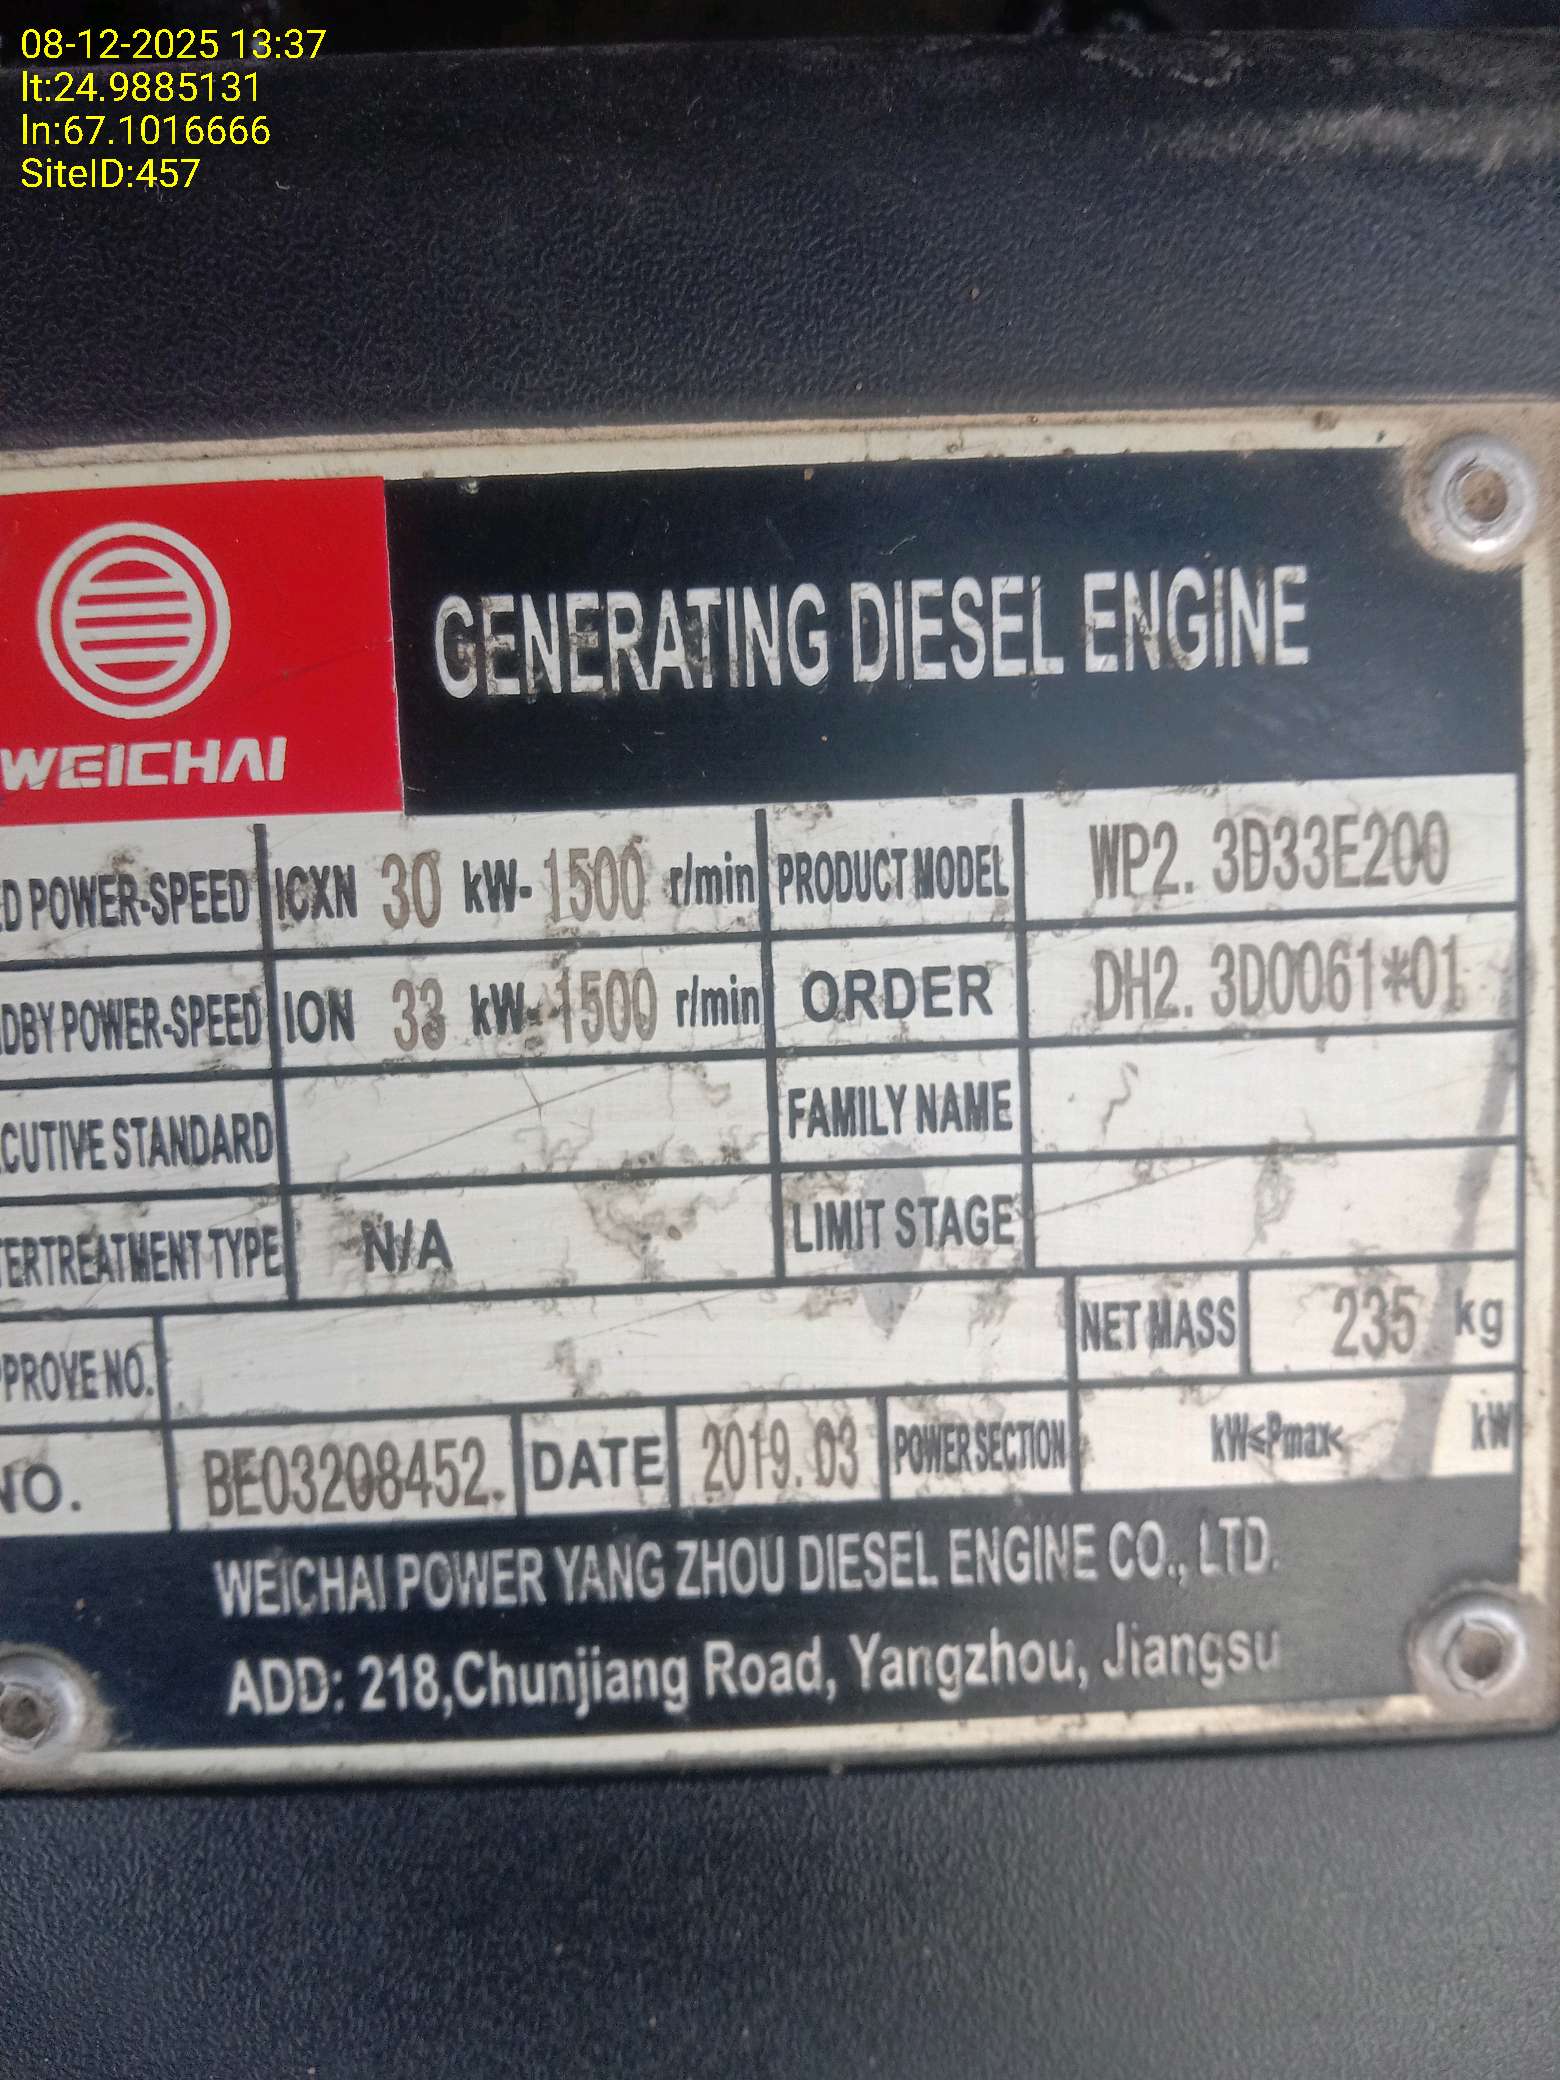 08-12-2025 13:37
lt:24.9885131
ln:67.1016666
SiteID:457
GENERATING DIESEL ENGINE
WEICHAI
D POWER-SPEED ICXN 30 kW- 1500 r/min PRODUCT MODEL WP2. 3D33E200
DBY POWER-SPEED ION 33 kW- 1500 r/min ORDER DH2. 3D0061*01
CUTIVE STANDARD FAMILY NAME
TERTREATMENT TYPE N/A LIMIT STAGE
PROVE NO. NET MASS 235 kg
NO. BE03208452. DATE 2019.03 POWER SECTION kW≤Pmax< kW
WEICHAI POWER YANG ZHOU DIESEL ENGINE CO., LTD.
ADD: 218,Chunjiang Road, Yangzhou, Jiangsu